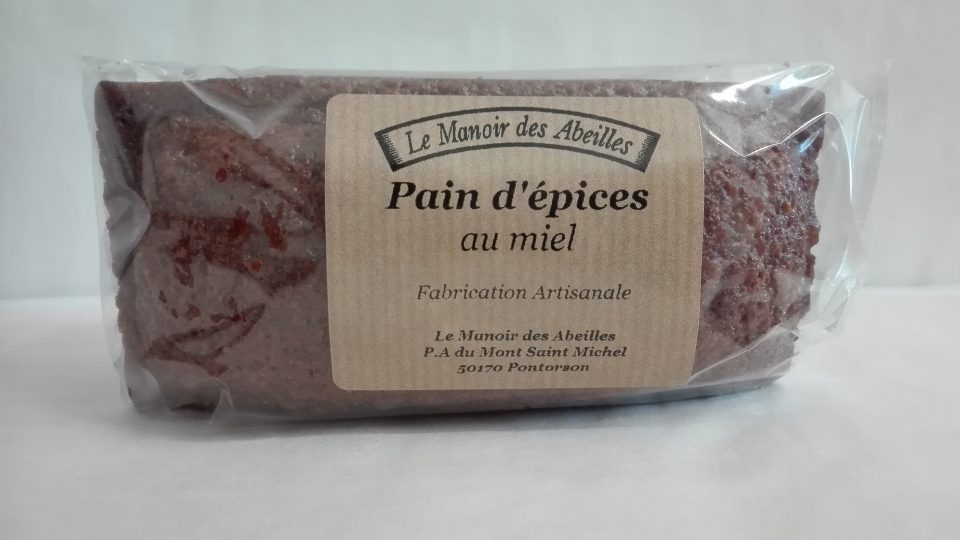 Le Manoir des Abeilles
Pain d'épices
au miel
Fabrication Artisanale
Le Manoir des Abeilles
P.A du Mont Saint Michel
50170 Pontorson